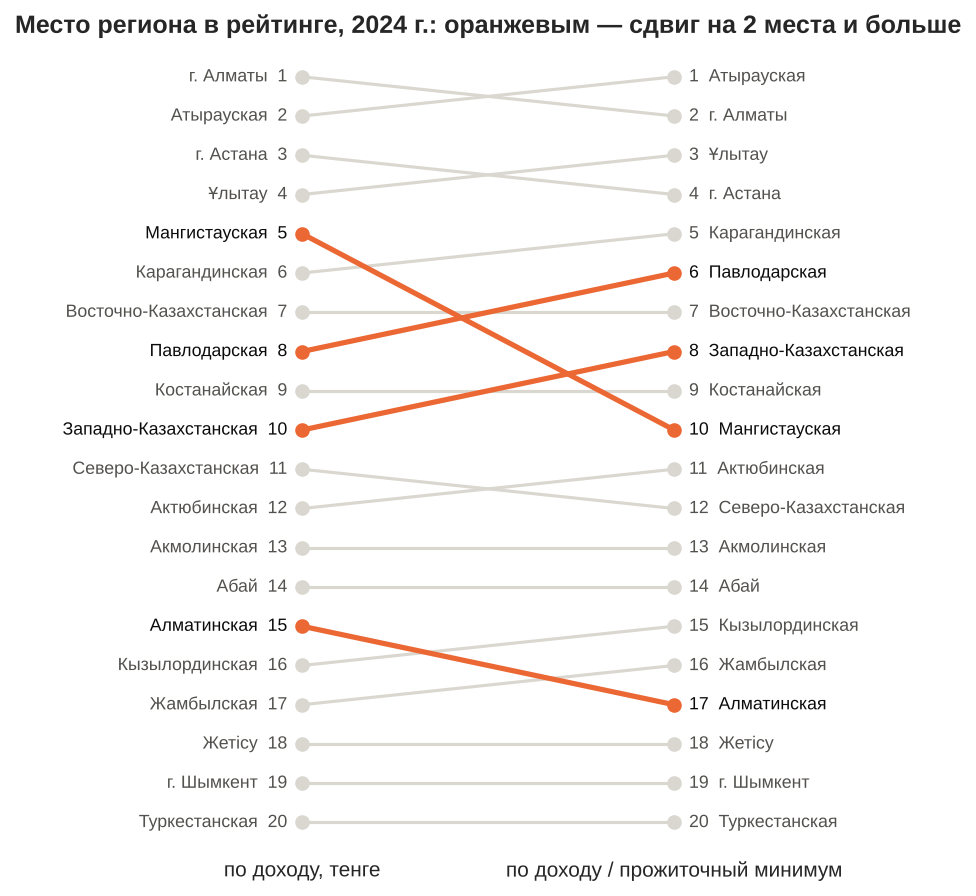 Место региона в рейтинге, 2024 г.: оранжевым — сдвиг на 2 места и больше
г. Алматы 1 1 Атырауская
Атырауская 2 2 г. Алматы
г. Астана 3 3 Ұлытау
Ұлытау 4 4 г. Астана
Мангистауская 5 5 Карагандинская
Карагандинская 6 6 Павлодарская
Восточно-Казахстанская 7 7 Восточно-Казахстанская
Павлодарская 8 8 Западно-Казахстанская
Костанайская 9 9 Костанайская
Западно-Казахстанская 10 10 Мангистауская
Северо-Казахстанская 11 11 Актюбинская
Актюбинская 12 12 Северо-Казахстанская
Акмолинская 13 13 Акмолинская
Абай 14 14 Абай
Алматинская 15 15 Кызылординская
Кызылординская 16 16 Жамбылская
Жамбылская 17 17 Алматинская
Жетісу 18 18 Жетісу
г. Шымкент 19 19 г. Шымкент
Туркестанская 20 20 Туркестанская
по доходу, тенге по доходу / прожиточный минимум